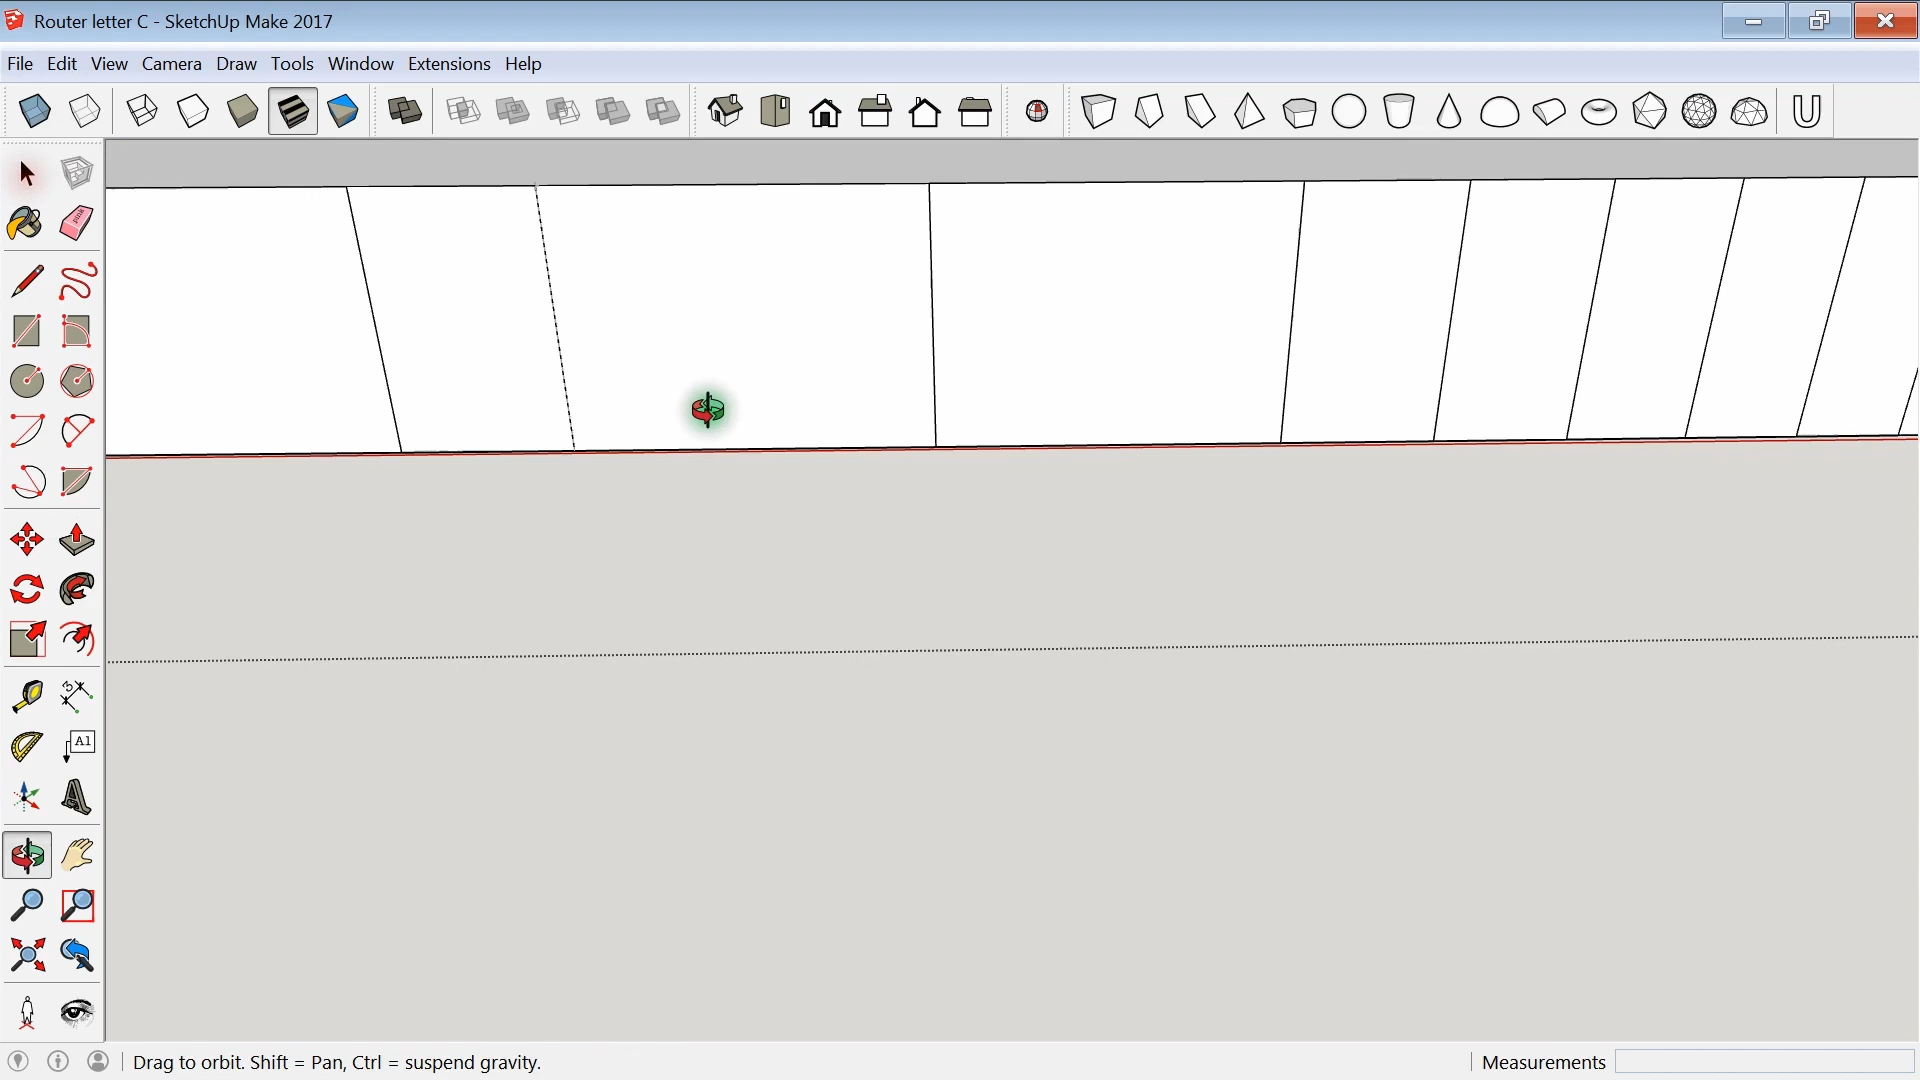 Router letter C - SketchUp Make 2017
File Edit View Camera Draw Tools Window Extensions Help
A1
Drag to orbit. Shift = Pan, Ctrl = suspend gravity.
Measurements